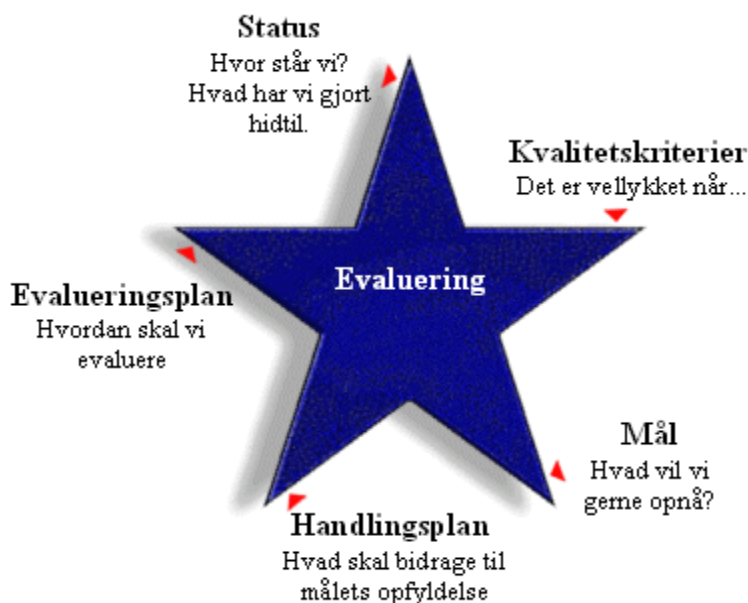 Status
Hvor står vi?
Hvad har vi gjort
hidtil.
Kvalitetskriterier
Det er vellykket når...
Evaluering
Evalueringsplan
Hvordan skal vi
evaluere
Mål
Hvad vil vi
gerne opnå?
Handlingsplan
Hvad skal bidrage til
målets opfyldelse